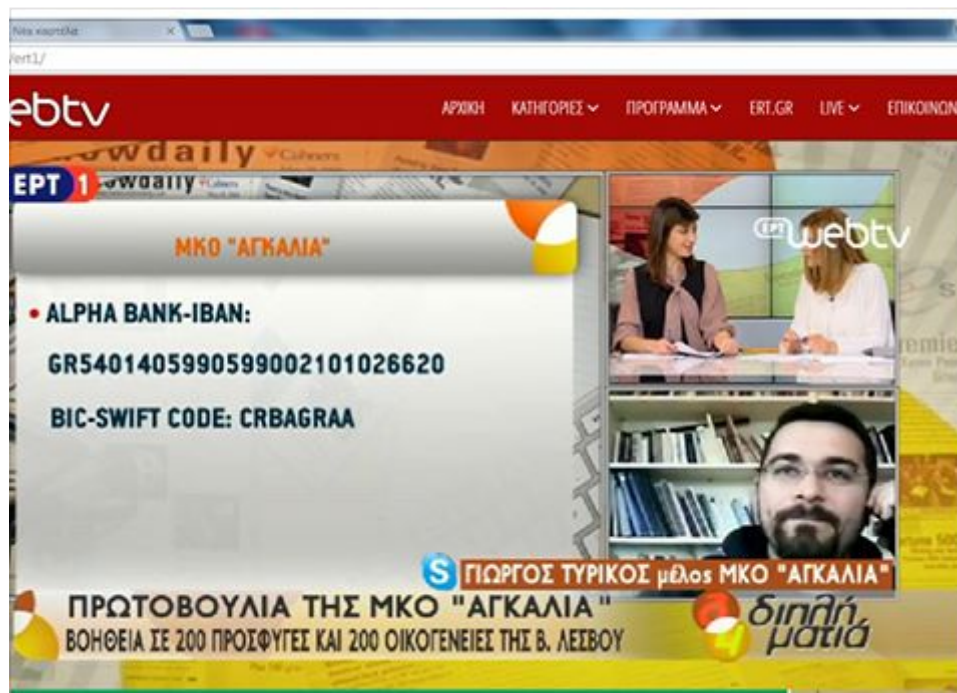 Νέα καρτέλα
/ert1/
ebtv
ΑΡΧΙΚΗ ΚΑΤΗΓΟΡΙΕΣ ΠΡΟΓΡΑΜΜΑ ERT.GR LIVE ΕΠΙΚΟΙΝΩΝ
owdaily
owdaily
ΕΡΤ 1
ΕΡΤ webtv
ΜΚΟ "ΑΓΚΑΛΙΑ"
• ALPHA BANK-IBAN:
GR5401405990599002101026620
BIC-SWIFT CODE: CRBAGRAA
S ΓΙΩΡΓΟΣ ΤΥΡΙΚΟΣ μέλος ΜΚΟ "ΑΓΚΑΛΙΑ"
ΠΡΩΤΟΒΟΥΛΙΑ ΤΗΣ ΜΚΟ "ΑΓΚΑΛΙΑ"
ΒΟΗΘΕΙΑ ΣΕ 200 ΠΡΟΣΦΥΓΕΣ ΚΑΙ 200 ΟΙΚΟΓΕΝΕΙΕΣ ΤΗΣ Β. ΛΕΣΒΟΥ
διπλή
ματιά